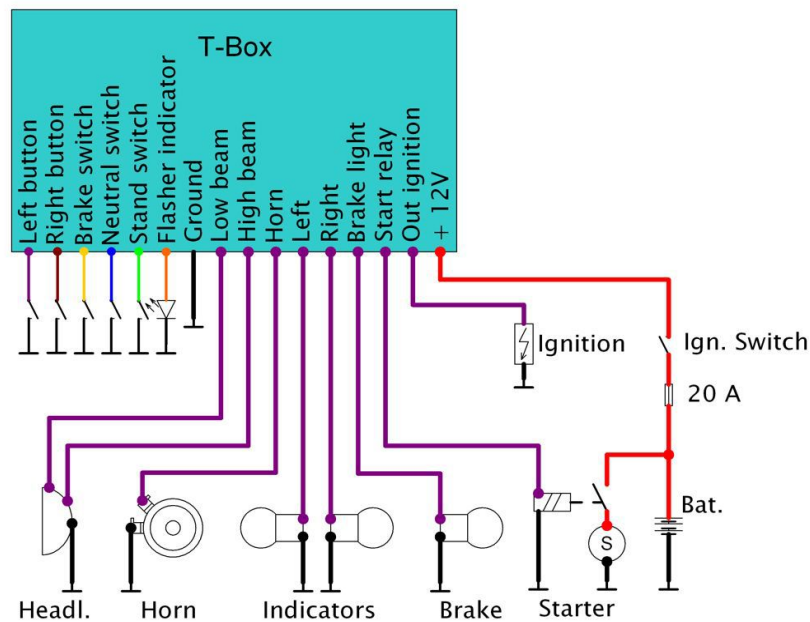 T-Box
Left button
Right button
Brake switch
Neutral switch
Stand switch
Flasher indicator
Ground
Low beam
High beam
Horn
Left
Right
Brake light
Start relay
Out ignition
+ 12V
Ignition
Ign. Switch
20 A
Bat.
S
Headl.
Horn
Indicators
Brake
Starter